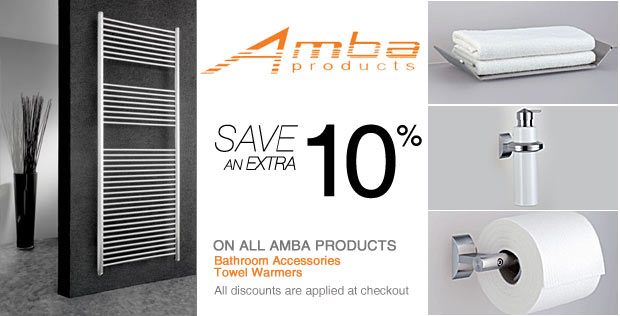 Amba
products
SAVE
AN EXTRA
10%
ON ALL AMBA PRODUCTS
Bathroom Accessories
Towel Warmers
All discounts are applied at checkout